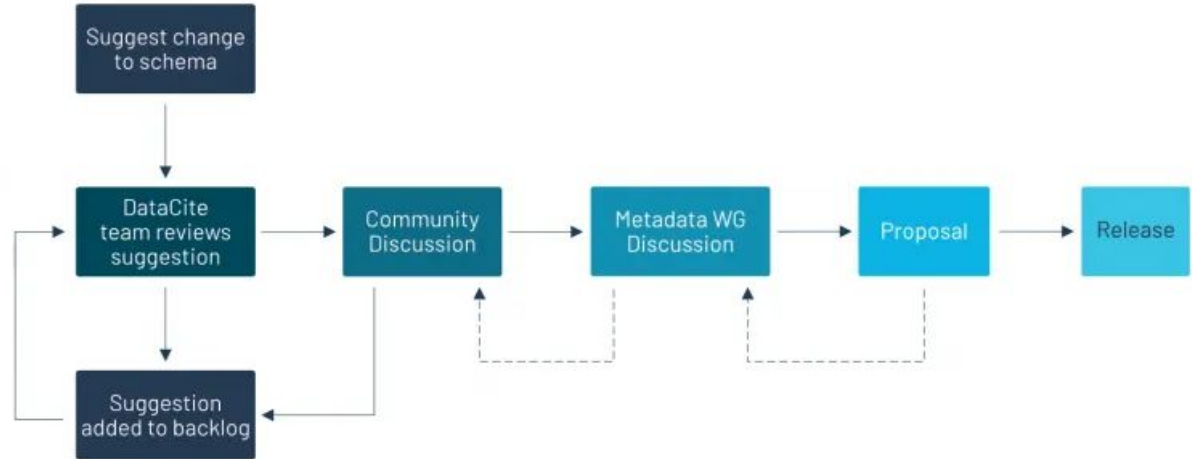 Suggest change
to schema
DataCite
team reviews
suggestion
Community
Discussion
Metadata WG
Discussion
Proposal
Release
Suggestion
added to backlog